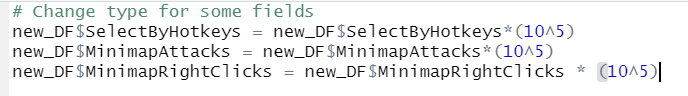 # Change type for some fields
new_DF$SelectByHotkeys = new_DF$SelectByHotkeys*(10^5)
new_DF$MinimapAttacks = new_DF$MinimapAttacks*(10^5)
new_DF$MinimapRightClicks = new_DF$MinimapRightClicks * (10^5)